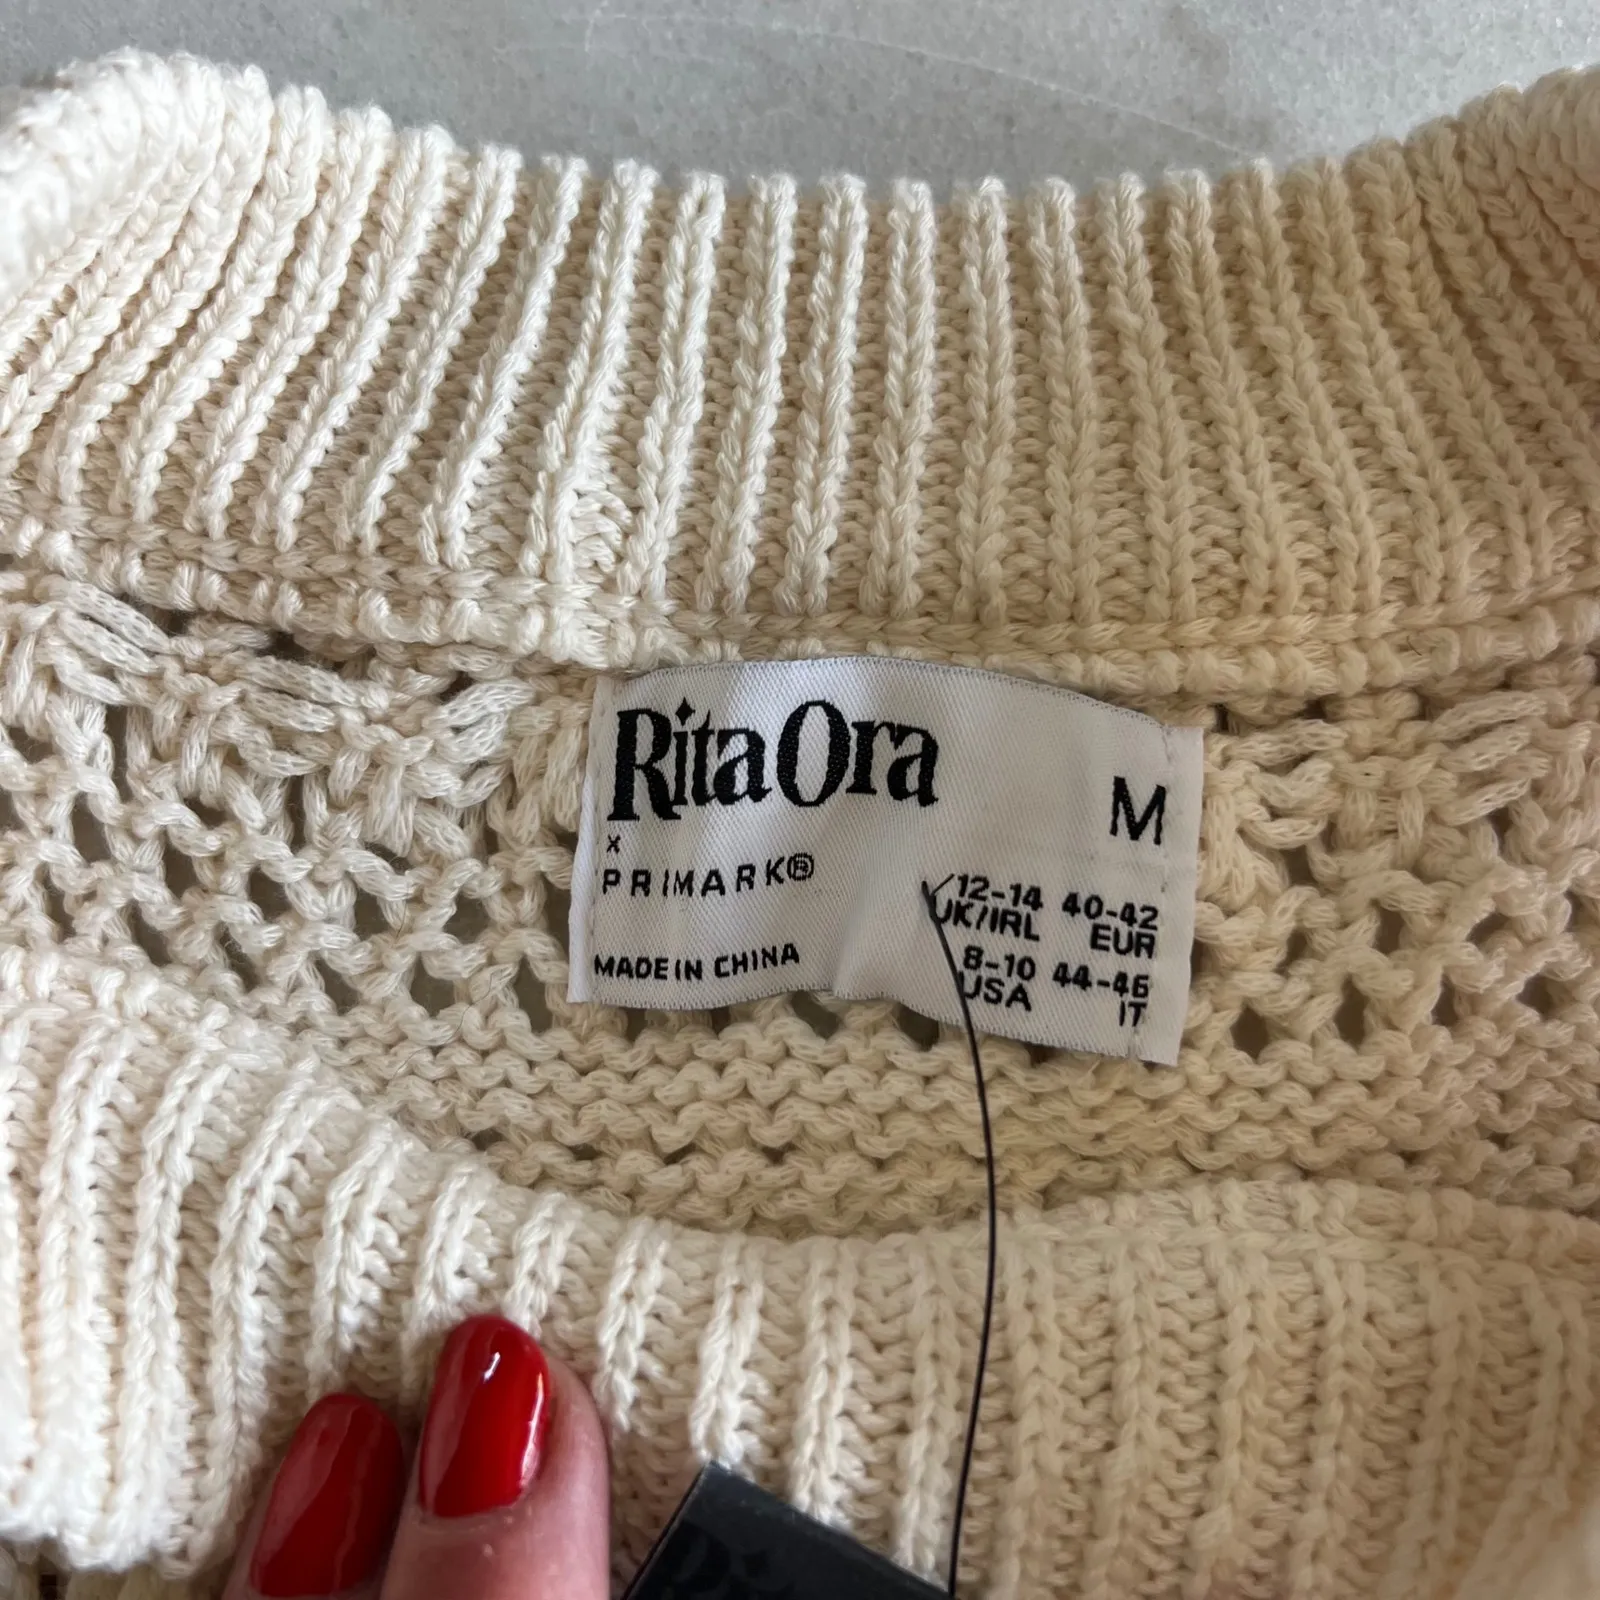 Rita Ora
x
PRIMARK®
MADE IN CHINA
M
12-14 40-42
UK/IRL EUR
8-10 44-46
USA IT